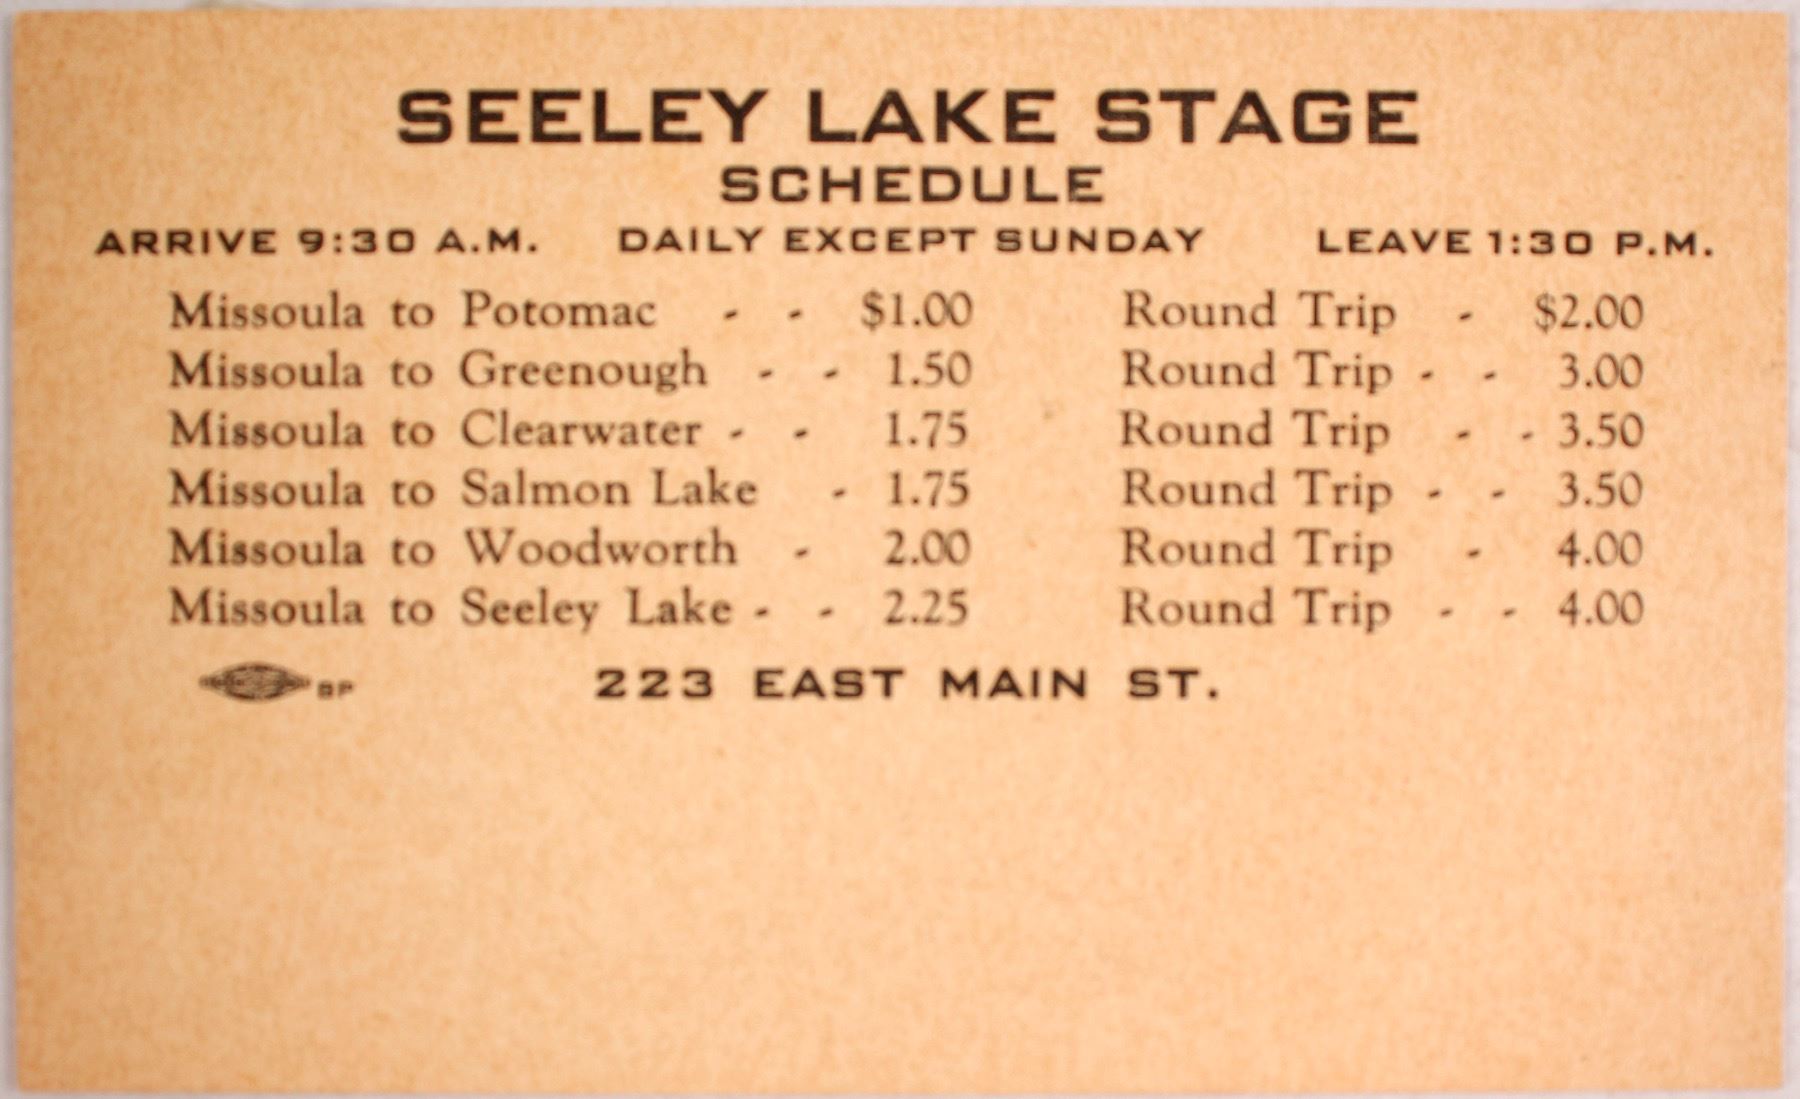 SEELEY LAKE STAGE
SCHEDULE
ARRIVE 9:30 A.M. DAILY EXCEPT SUNDAY LEAVE 1:30 P.M.
Missoula to Potomac - - $1.00 Round Trip - $2.00
Missoula to Greenough - - 1.50 Round Trip - - 3.00
Missoula to Clearwater - - 1.75 Round Trip - - 3.50
Missoula to Salmon Lake - 1.75 Round Trip - - 3.50
Missoula to Woodworth - 2.00 Round Trip - 4.00
Missoula to Seeley Lake - - 2.25 Round Trip - - 4.00
223 EAST MAIN ST.